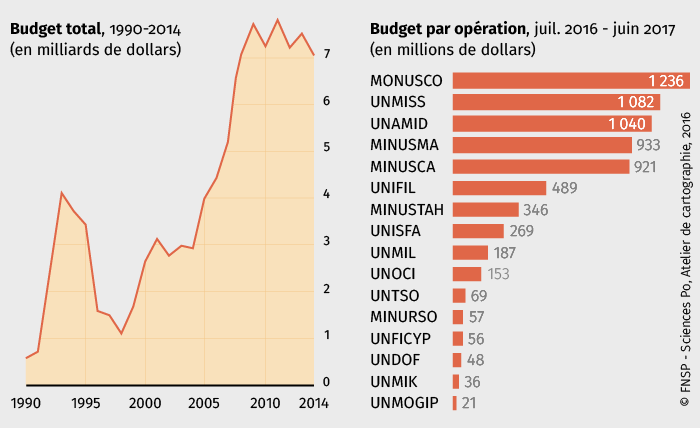 Budget total, 1990-2014
(en milliards de dollars)
7
6
5
4
3
2
1
0
1990 1995 2000 2005 2010 2014
Budget par opération, juil. 2016 - juin 2017
(en millions de dollars)
MONUSCO 1 236
UNMISS 1 082
UNAMID 1 040
MINUSMA 933
MINUSCA 921
UNIFIL 489
MINUSTAH 346
UNISFA 269
UNMIL 187
UNOCI 153
UNTSO 69
MINURSO 57
UNFICYP 56
UNDOF 48
UNMIK 36
UNMOGIP 21
© FNSP - Sciences Po, Atelier de cartographie, 2016